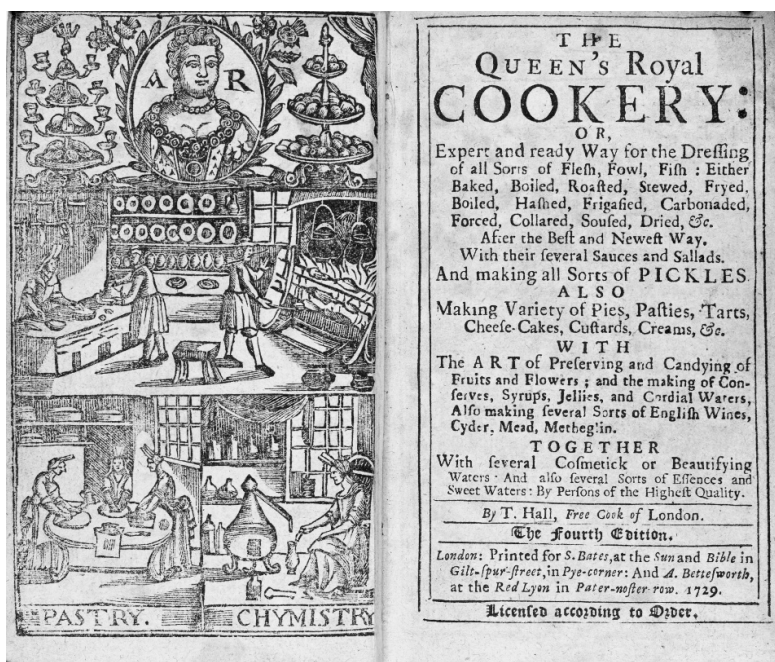 A R
PASTRY.
CHYMISTRY
THE
QUEEN'S Royal
COOKERY:
OR,
Expert and ready Way for the Dreſſing
of all Sorts of Fleſh, Fowl, Fiſh : Either
Baked, Boiled, Roaſted, Stewed, Fryed,
Boiled, Haſhed, Frigaſied, Carbonaded,
Forced, Collared, Souſed, Dried, &c.
After the Beſt and Neweſt Way.
With their ſeveral Sauces and Sallads.
And making all Sorts of PICKLES.
ALSO
Making Variety of Pies, Paſties, Tarts,
Cheeſe-Cakes, Cuſtards, Creams, &c.
WITH
The ART of Preſerving and Candying of
Fruits and Flowers ; and the making of Con-
ſerves, Syrups, Jellies, and Cordial Waters,
Alſo making ſeveral Sorts of Engliſh Wines,
Cyder, Mead, Metheglin.
TOGETHER
With ſeveral Coſmetick or Beautifying
Waters : And alſo ſeveral Sorts of Eſſences and
Sweet Waters : By Perſons of the Higheſt Quality.
By T. Hall, Free Cook of London.
The Fourth Edition.
London: Printed for S. Bates, at the Sun and Bible in
Gilt-ſpur-ſtreet, in Pye-corner: And A. Betteſworth,
at the Red Lyon in Pater-noſter-row. 1729.
Licenſed according to Order.